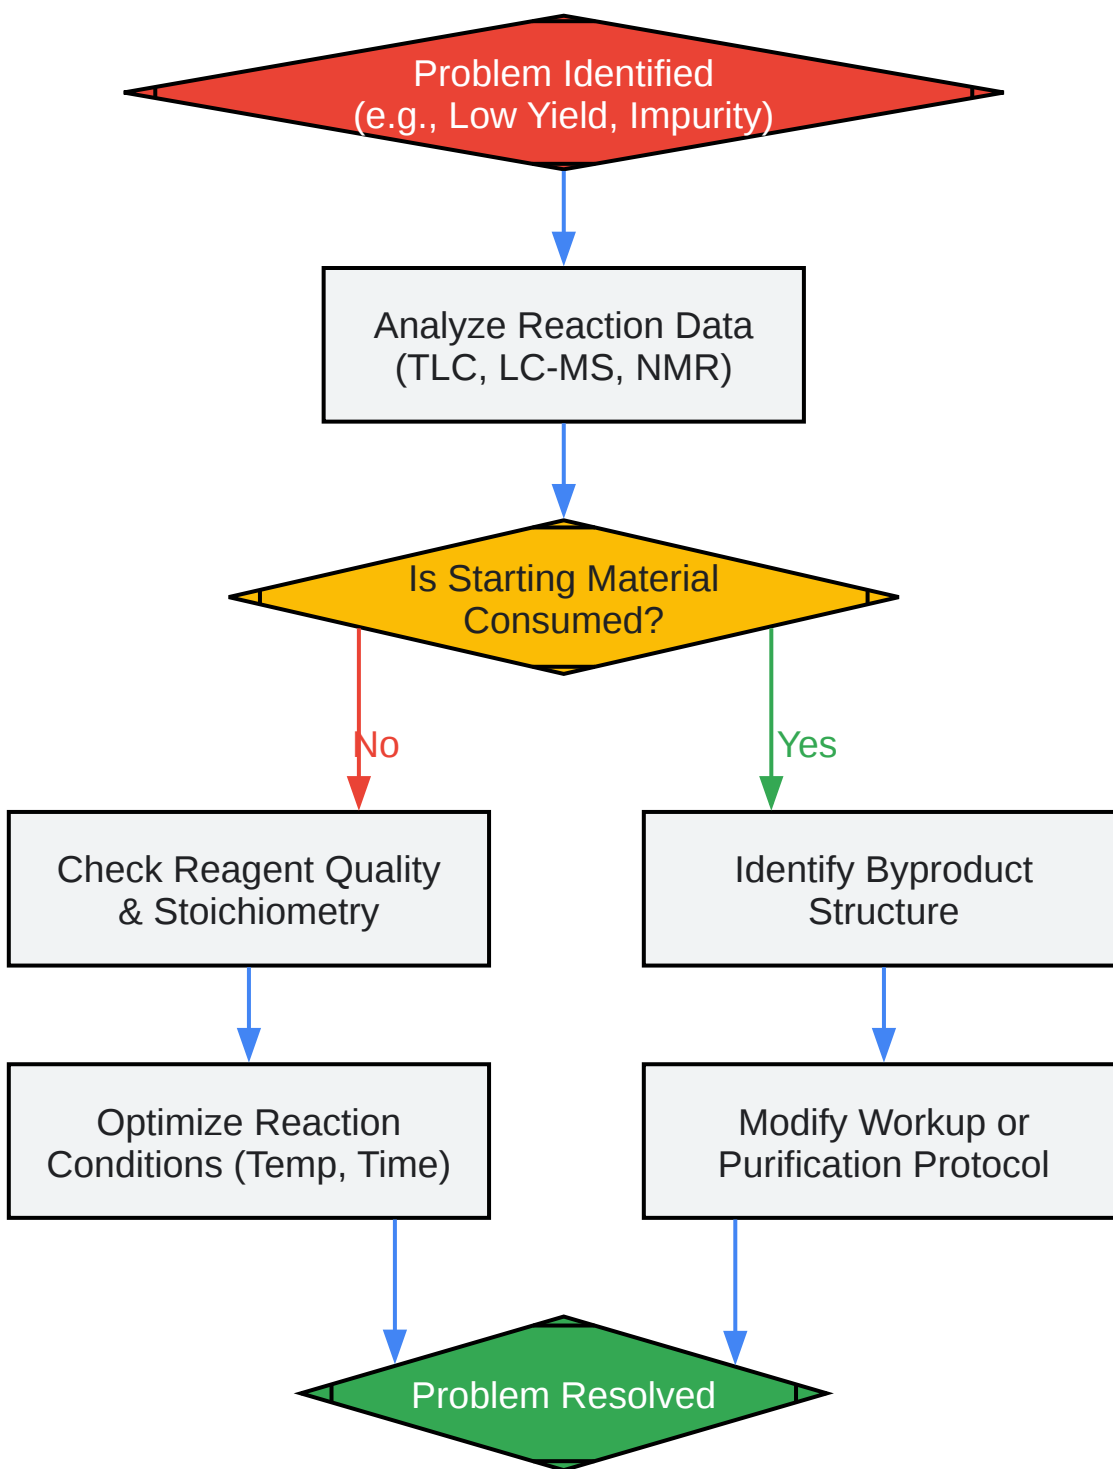 Problem Identified
(e.g., Low Yield, Impurity)
Analyze Reaction Data
(TLC, LC-MS, NMR)
Is Starting Material
Consumed?
No
Yes
Check Reagent Quality
& Stoichiometry
Identify Byproduct
Structure
Optimize Reaction
Conditions (Temp, Time)
Modify Workup or
Purification Protocol
Problem Resolved